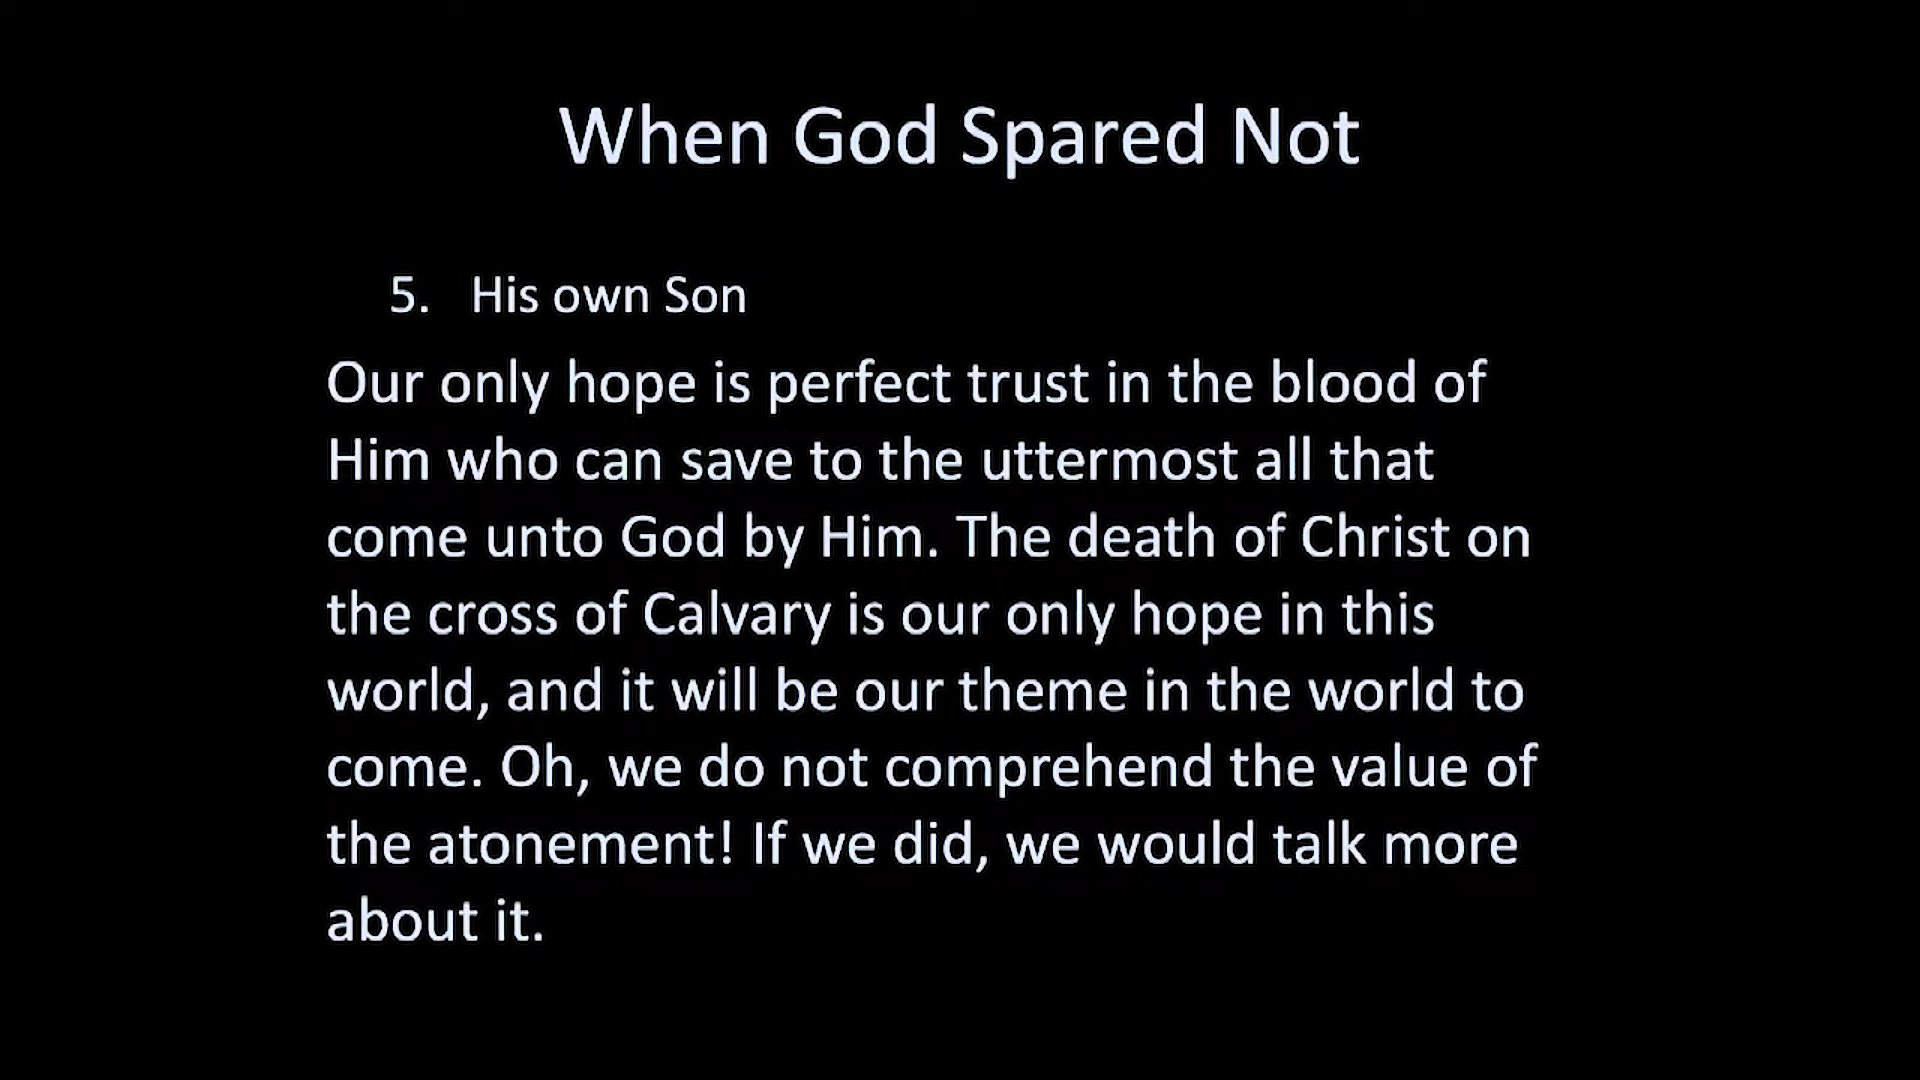 When God Spared Not
5. His own Son
Our only hope is perfect trust in the blood of
Him who can save to the uttermost all that
come unto God by Him. The death of Christ on
the cross of Calvary is our only hope in this
world, and it will be our theme in the world to
come. Oh, we do not comprehend the value of
the atonement! If we did, we would talk more
about it.